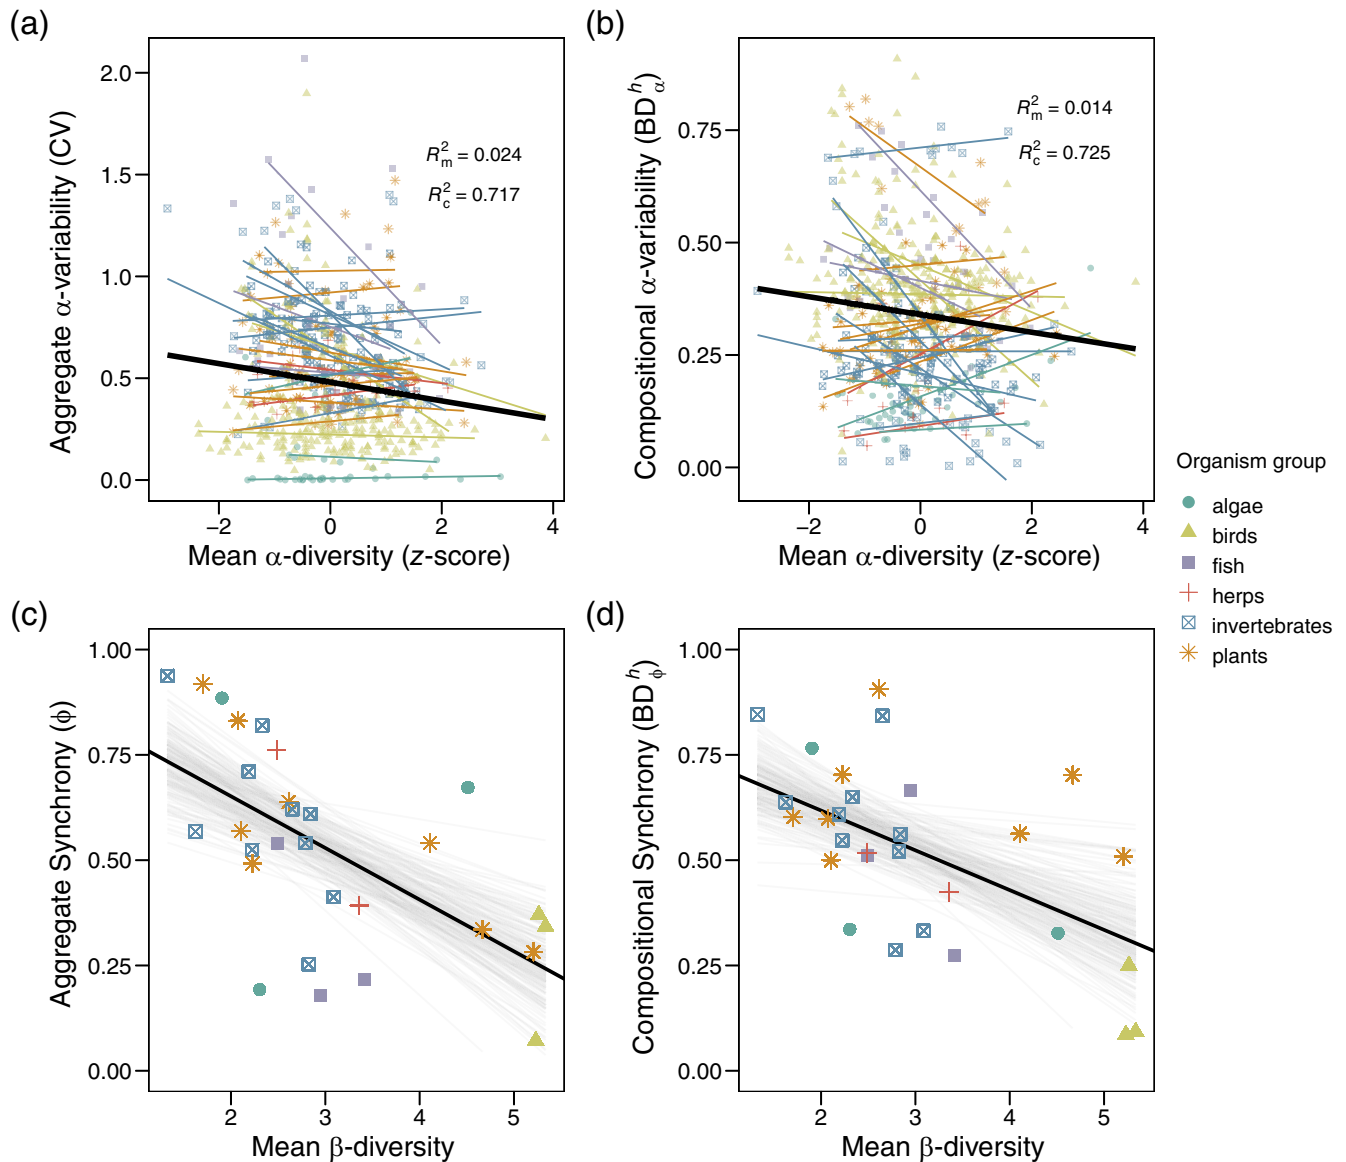 (a)
Aggregate α-variability (CV)
2.0
1.5
1.0
0.5
0.0
R²m = 0.024
R²c = 0.717
−2 0 2 4
Mean α-diversity (z-score)
(b)
Compositional α-variability (BDʰα)
0.75
0.50
0.25
0.00
R²m = 0.014
R²c = 0.725
−2 0 2 4
Mean α-diversity (z-score)
Organism group
algae
birds
fish
herps
invertebrates
plants
(c)
Aggregate Synchrony (ϕ)
1.00
0.75
0.50
0.25
0.00
2 3 4 5
Mean β-diversity
(d)
Compositional Synchrony (BDʰϕ)
1.00
0.75
0.50
0.25
0.00
2 3 4 5
Mean β-diversity